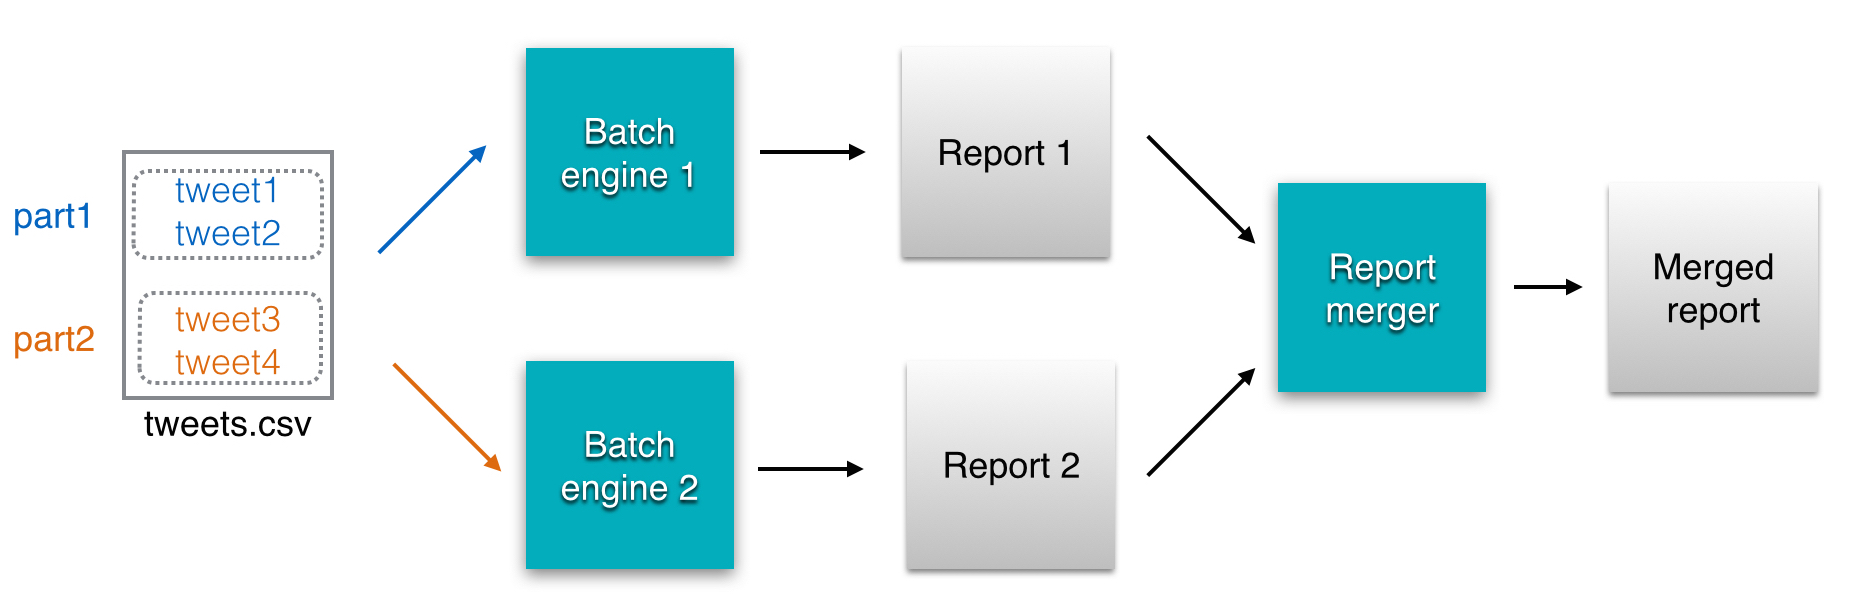 part1
tweet1
tweet2
part2
tweet3
tweet4
tweets.csv
Batch
engine 1
Report 1
Batch
engine 2
Report 2
Report
merger
Merged
report